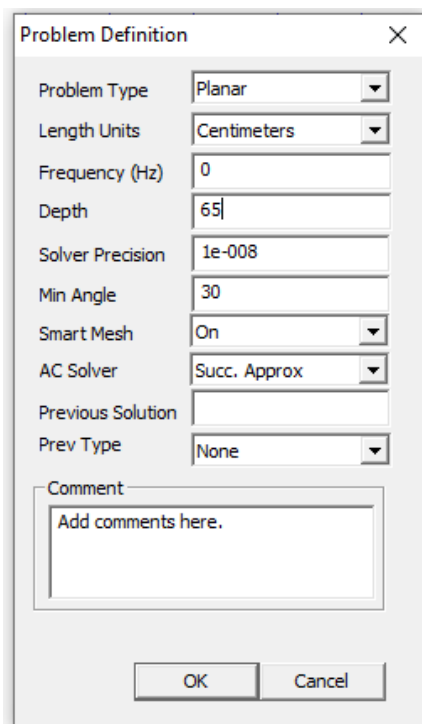 Problem Definition
Problem Type Planar
Length Units Centimeters
Frequency (Hz) 0
Depth 65
Solver Precision 1e-008
Min Angle 30
Smart Mesh On
AC Solver Succ. Approx
Previous Solution
Prev Type None
Comment
Add comments here.
OK Cancel